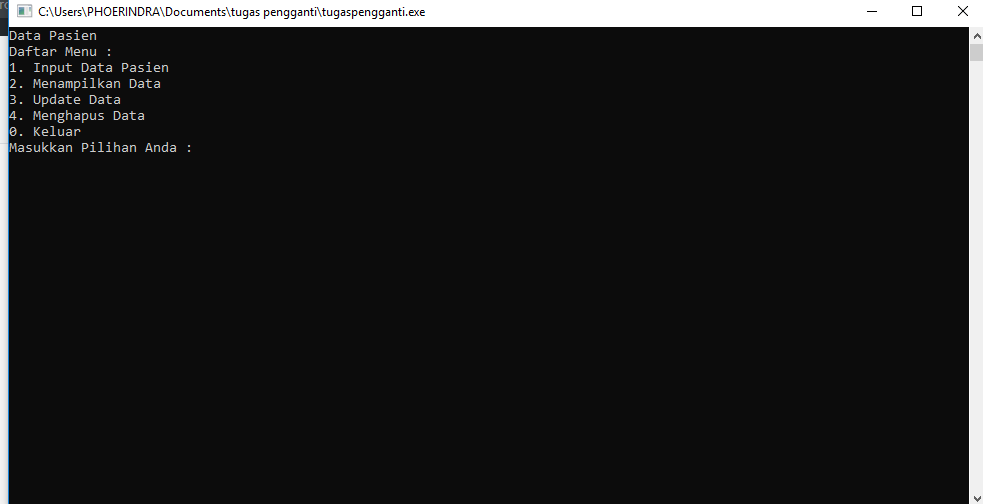 C:\Users\PHOERINDRA\Documents\tugas pengganti\tugaspengganti.exe
Data Pasien
Daftar Menu :
1. Input Data Pasien
2. Menampilkan Data
3. Update Data
4. Menghapus Data
0. Keluar
Masukkan Pilihan Anda :